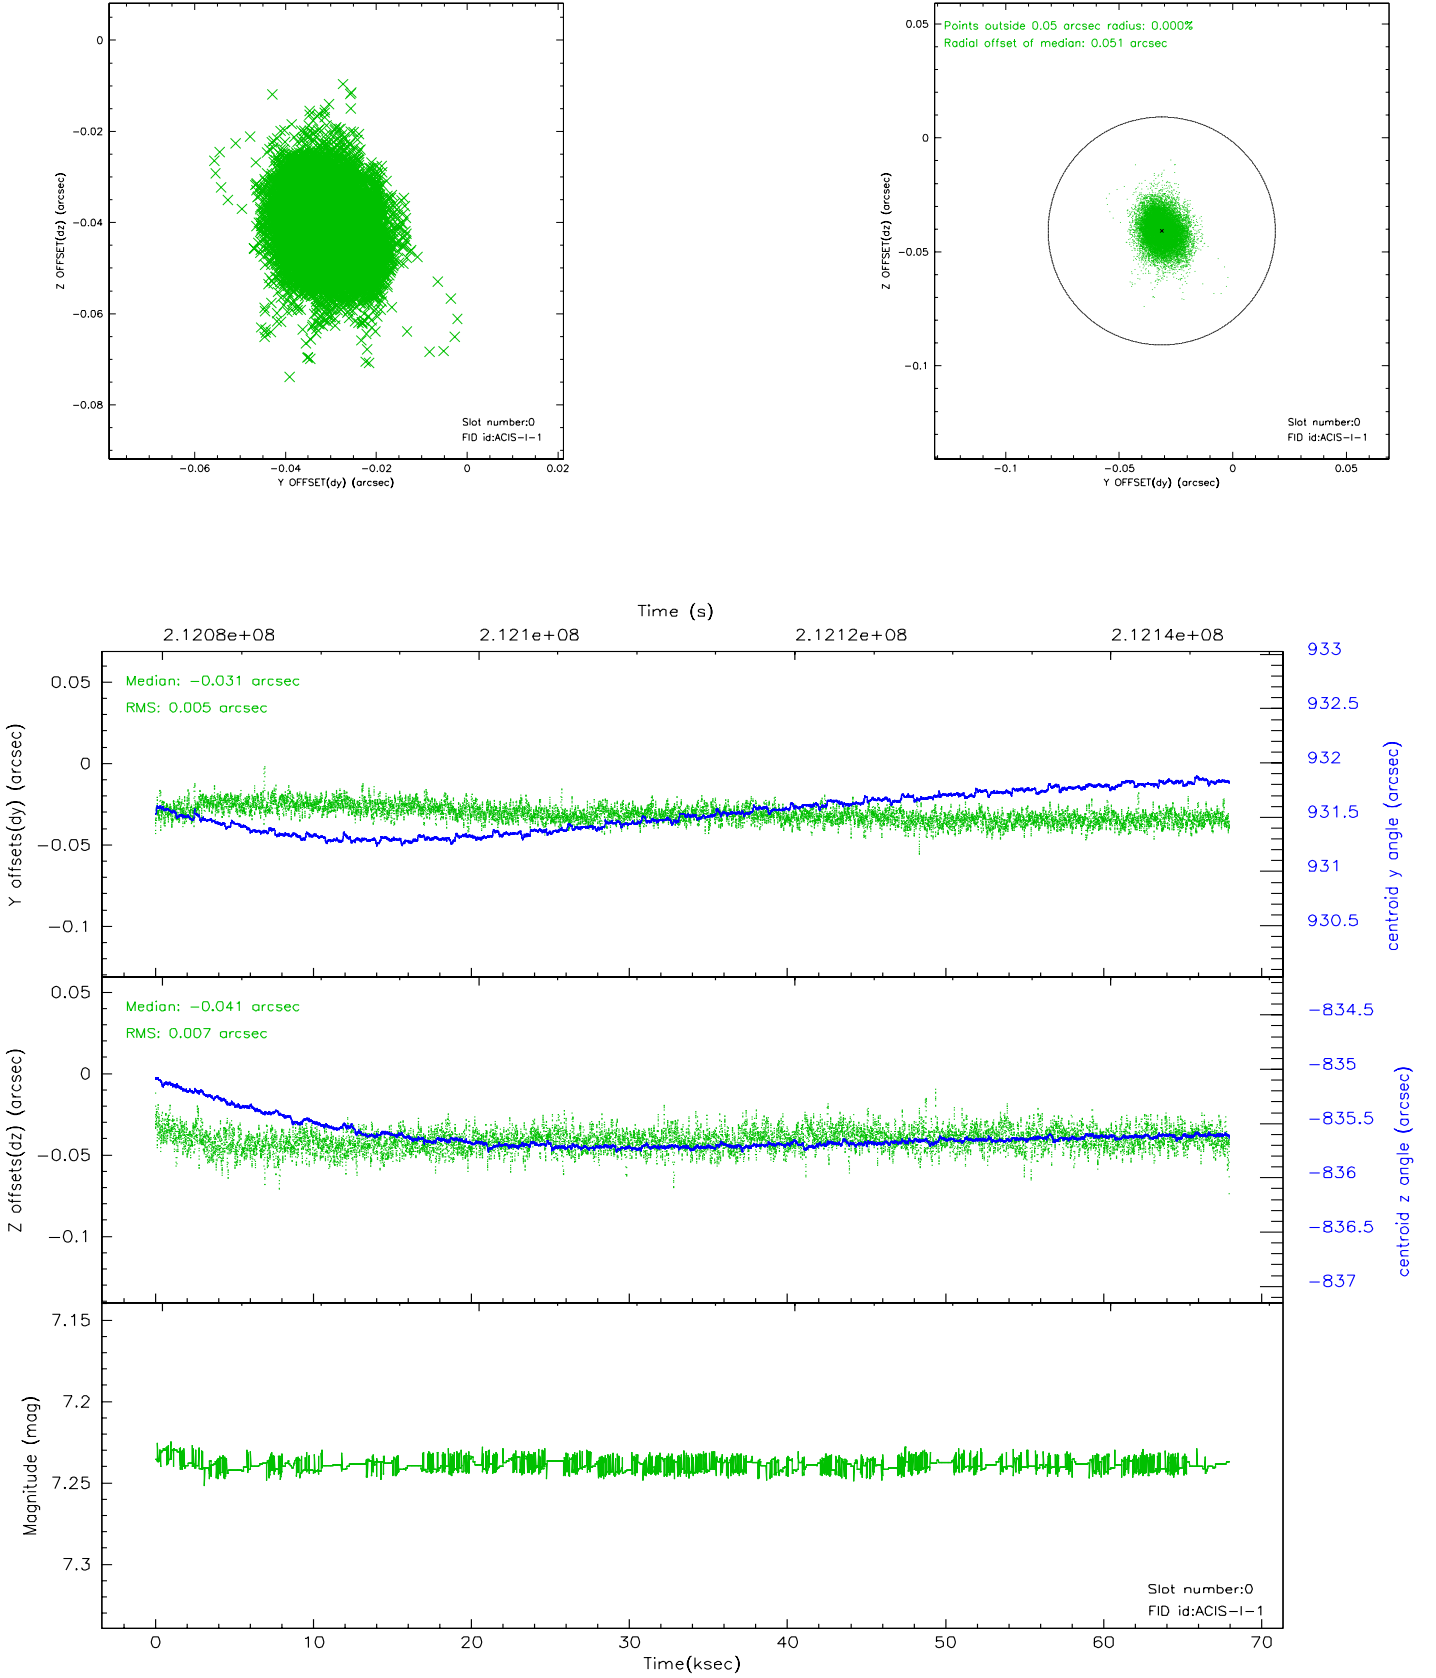 0
−0.02
−0.04
−0.06
−0.08
Z OFFSET(dz) (arcsec)
Slot number:0
FID id:ACIS−I−1
−0.06
−0.04
−0.02
0
0.02
Y OFFSET(dy) (arcsec)
Points outside 0.05 arcsec radius: 0.000%
Radial offset of median: 0.051 arcsec
0.05
0
−0.05
−0.1
Z OFFSET(dz) (arcsec)
Slot number:0
FID id:ACIS−I−1
−0.1
−0.05
0
0.05
Y OFFSET(dy) (arcsec)
Time (s)
2.1208e+08
2.121e+08
2.1212e+08
2.1214e+08
Median: −0.031 arcsec
RMS: 0.005 arcsec
0.05
0
−0.05
−0.1
Y offsets(dy) (arcsec)
933
932.5
932
931.5
931
930.5
centroid y angle (arcsec)
Median: −0.041 arcsec
RMS: 0.007 arcsec
0.05
0
−0.05
−0.1
Z offsets(dz) (arcsec)
−834.5
−835
−835.5
−836
−836.5
−837
centroid z angle (arcsec)
7.15
7.2
7.25
7.3
Magnitude (mag)
Slot number:0
FID id:ACIS−I−1
0
10
20
30
40
50
60
70
Time(ksec)